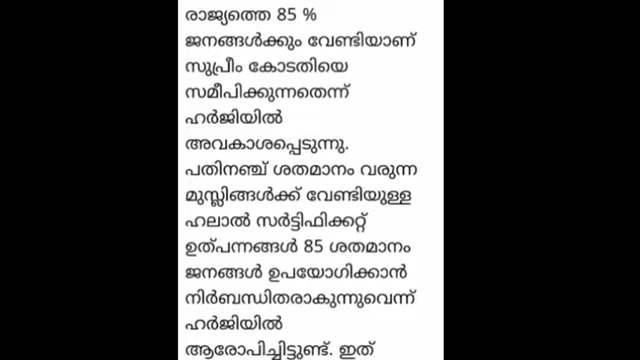 രാജ്യത്തെ 85 %
ജനങ്ങൾക്കും വേണ്ടിയാണ്
സുപ്രീം കോടതിയെ
സമീപിക്കുന്നതെന്ന്
ഹർജിയിൽ
അവകാശപ്പെടുന്നു.
പതിനഞ്ച് ശതമാനം വരുന്ന
മുസ്ലിങ്ങൾക്ക് വേണ്ടിയുള്ള
ഹലാൽ സർട്ടിഫിക്കറ്റ്
ഉത്പന്നങ്ങൾ 85 ശതമാനം
ജനങ്ങൾ ഉപയോഗിക്കാൻ
നിർബന്ധിതരാകുന്നുവെന്ന്
ഹർജിയിൽ
ആരോപിച്ചിട്ടുണ്ട്. ഇത്